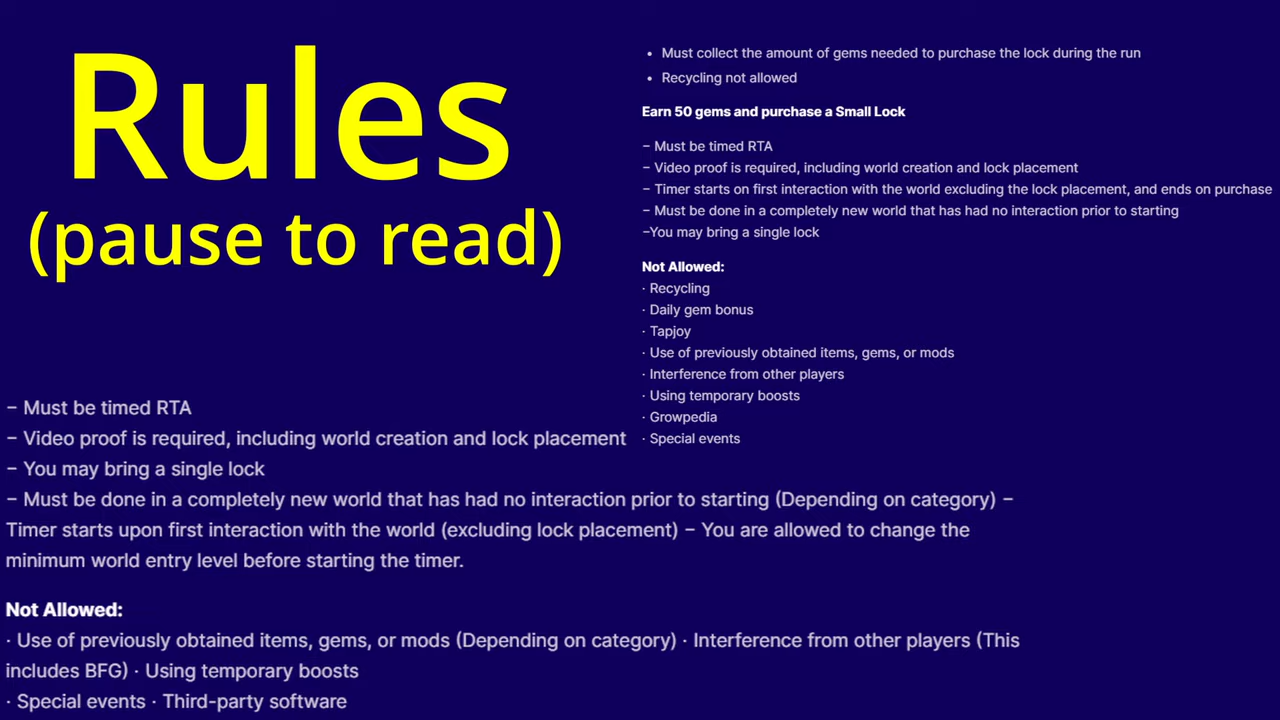 Rules
(pause to read)
• Must collect the amount of gems needed to purchase the lock during the run
• Recycling not allowed
Earn 50 gems and purchase a Small Lock
– Must be timed RTA
– Video proof is required, including world creation and lock placement
– Timer starts on first interaction with the world excluding the lock placement, and ends on purchase
– Must be done in a completely new world that has had no interaction prior to starting
–You may bring a single lock
Not Allowed:
· Recycling
· Daily gem bonus
· Tapjoy
· Use of previously obtained items, gems, or mods
· Interference from other players
· Using temporary boosts
· Growpedia
· Special events
– Must be timed RTA
– Video proof is required, including world creation and lock placement
– You may bring a single lock
– Must be done in a completely new world that has had no interaction prior to starting (Depending on category) –
Timer starts upon first interaction with the world (excluding lock placement) – You are allowed to change the
minimum world entry level before starting the timer.
Not Allowed:
· Use of previously obtained items, gems, or mods (Depending on category) · Interference from other players (This
includes BFG) · Using temporary boosts
· Special events · Third-party software